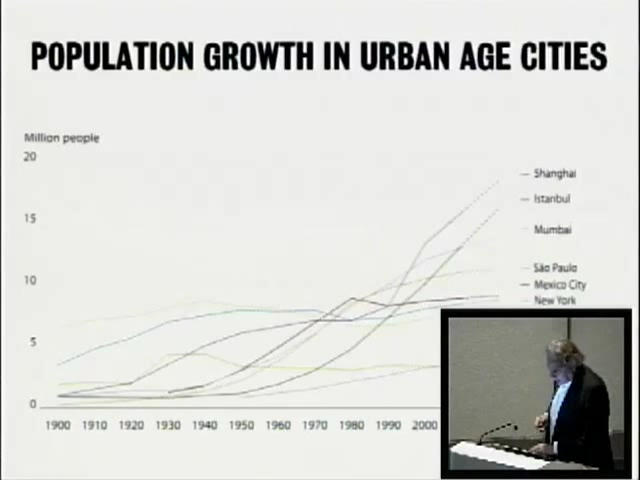 POPULATION GROWTH IN URBAN AGE CITIES
Million people
20
Shanghai
Istanbul
15
Mumbai
São Paulo
10
Mexico City
New York
5
0
1900 1910 1920 1930 1940 1950 1960 1970 1980 1990 2000